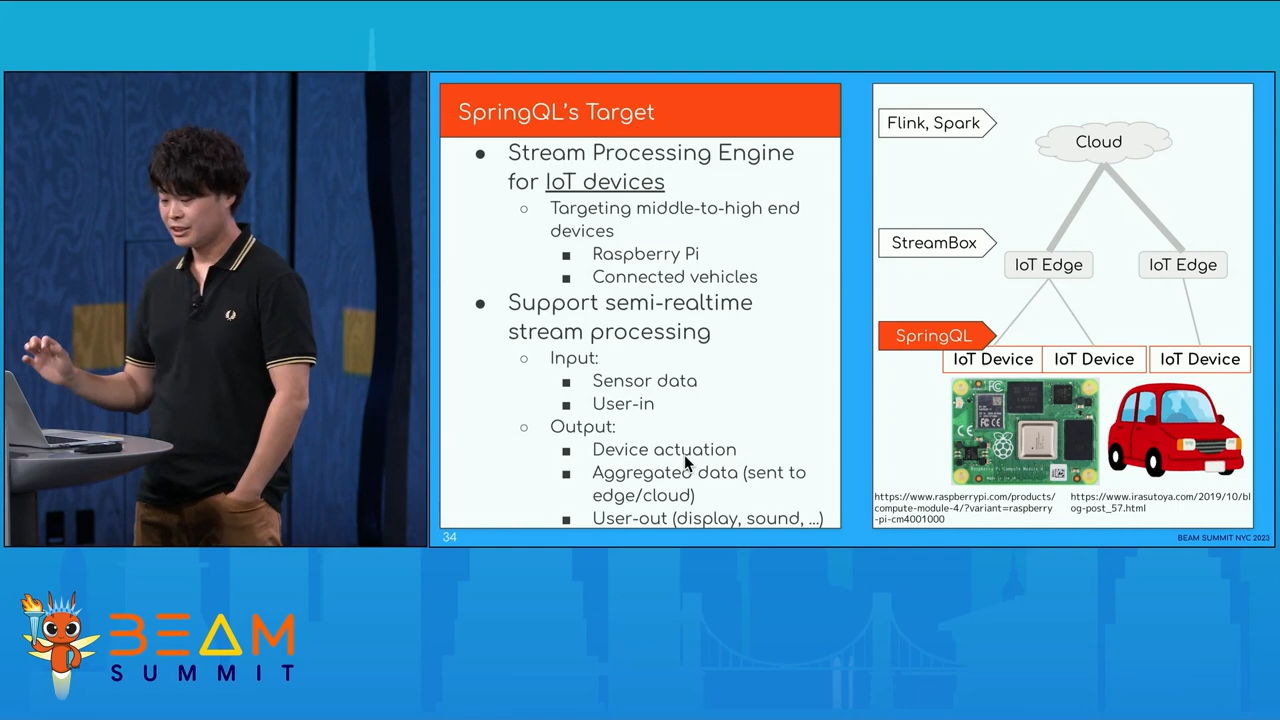 SpringQL's Target
● Stream Processing Engine
for IoT devices
○ Targeting middle-to-high end
devices
■ Raspberry Pi
■ Connected vehicles
● Support semi-realtime
stream processing
○ Input:
■ Sensor data
■ User-in
○ Output:
■ Device actuation
■ Aggregated data (sent to
edge/cloud)
■ User-out (display, sound, ...)
34
Flink, Spark
Cloud
StreamBox
IoT Edge
IoT Edge
SpringQL
IoT Device
IoT Device
IoT Device
https://www.raspberrypi.com/products/
compute-module-4/?variant=raspberry
-pi-cm4001000
https://www.irasutoya.com/2019/10/bl
og-post_57.html
BEAM SUMMIT NYC 2023
BEAM
SUMMIT